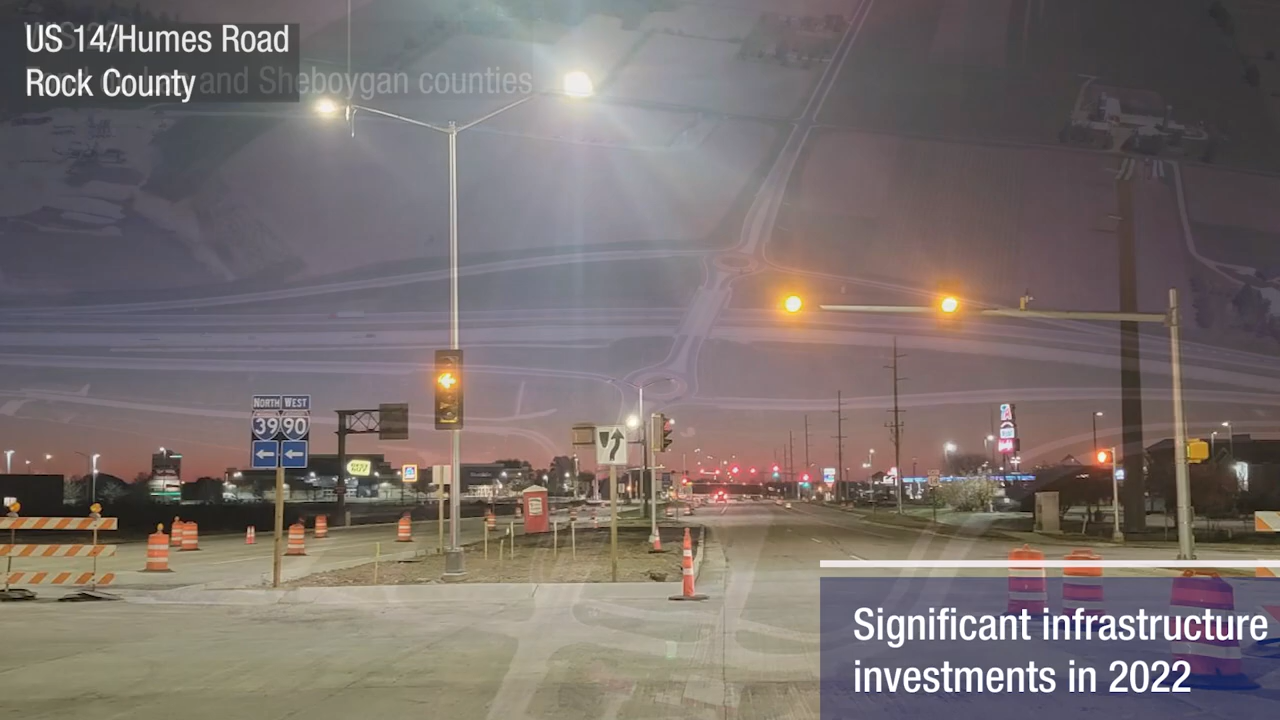 US 14/Humes Road
Rock County
and Sheboygan counties
NORTH WEST
39 90
Significant infrastructure
investments in 2022